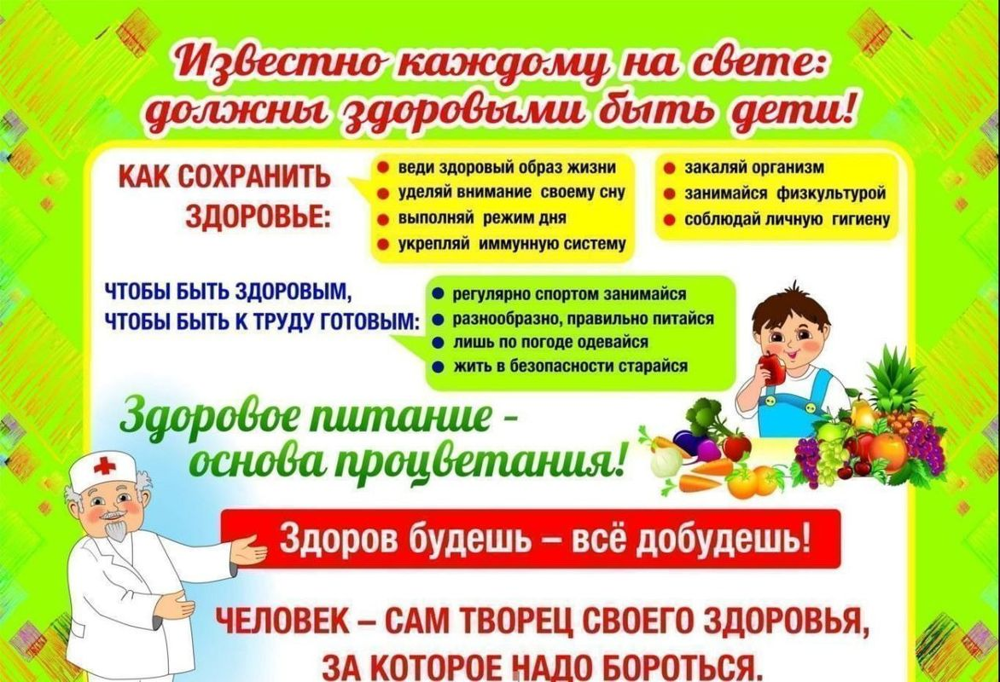 Известно каждому на свете:
должны здоровыми быть дети!
КАК СОХРАНИТЬ
ЗДОРОВЬЕ:
веди здоровый образ жизни
уделяй внимание своему сну
выполняй режим дня
укрепляй иммунную систему
закаляй организм
занимайся физкультурой
соблюдай личную гигиену
ЧТОБЫ БЫТЬ ЗДОРОВЫМ,
ЧТОБЫ БЫТЬ К ТРУДУ ГОТОВЫМ:
регулярно спортом занимайся
разнообразно, правильно питайся
лишь по погоде одевайся
жить в безопасности старайся
Здоровое питание –
основа процветания!
Здоров будешь – всё добудешь!
ЧЕЛОВЕК – САМ ТВОРЕЦ СВОЕГО ЗДОРОВЬЯ,
ЗА КОТОРОЕ НАДО БОРОТЬСЯ.